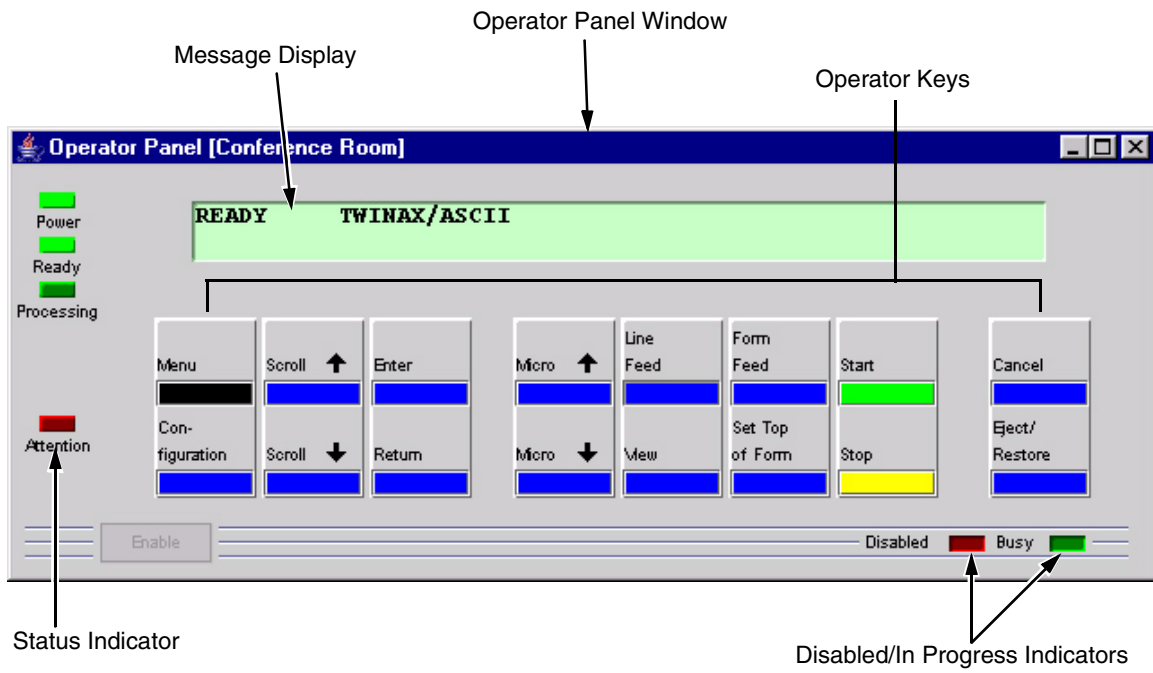 Operator Panel Window
Message Display
Operator Keys
Operator Panel [Conference Room]
READY TWINAX/ASCII
Power
Ready
Processing
Attention
Menu
Scroll
Enter
Micro
Line
Feed
Form
Feed
Start
Cancel
Con-
figuration
Scroll
Return
Micro
View
Set Top
of Form
Stop
Eject/
Restore
Enable
Disabled
Busy
Status Indicator
Disabled/In Progress Indicators